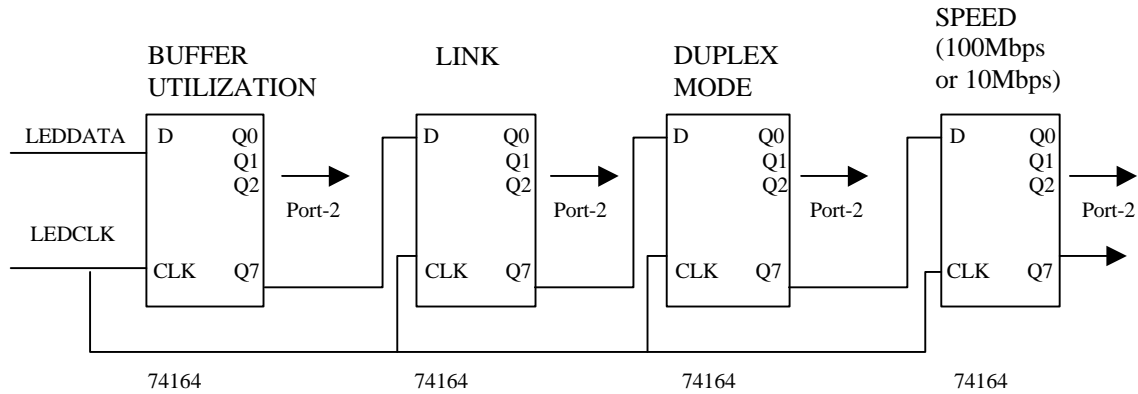 BUFFER
UTILIZATION
LINK
DUPLEX
MODE
SPEED
(100Mbps
or 10Mbps)
LEDDATA
LEDCLK
D
Q0
Q1
Q2
CLK
Q7
Port-2
D
Q0
Q1
Q2
CLK
Q7
Port-2
D
Q0
Q1
Q2
CLK
Q7
Port-2
D
Q0
Q1
Q2
CLK
Q7
Port-2
74164
74164
74164
74164